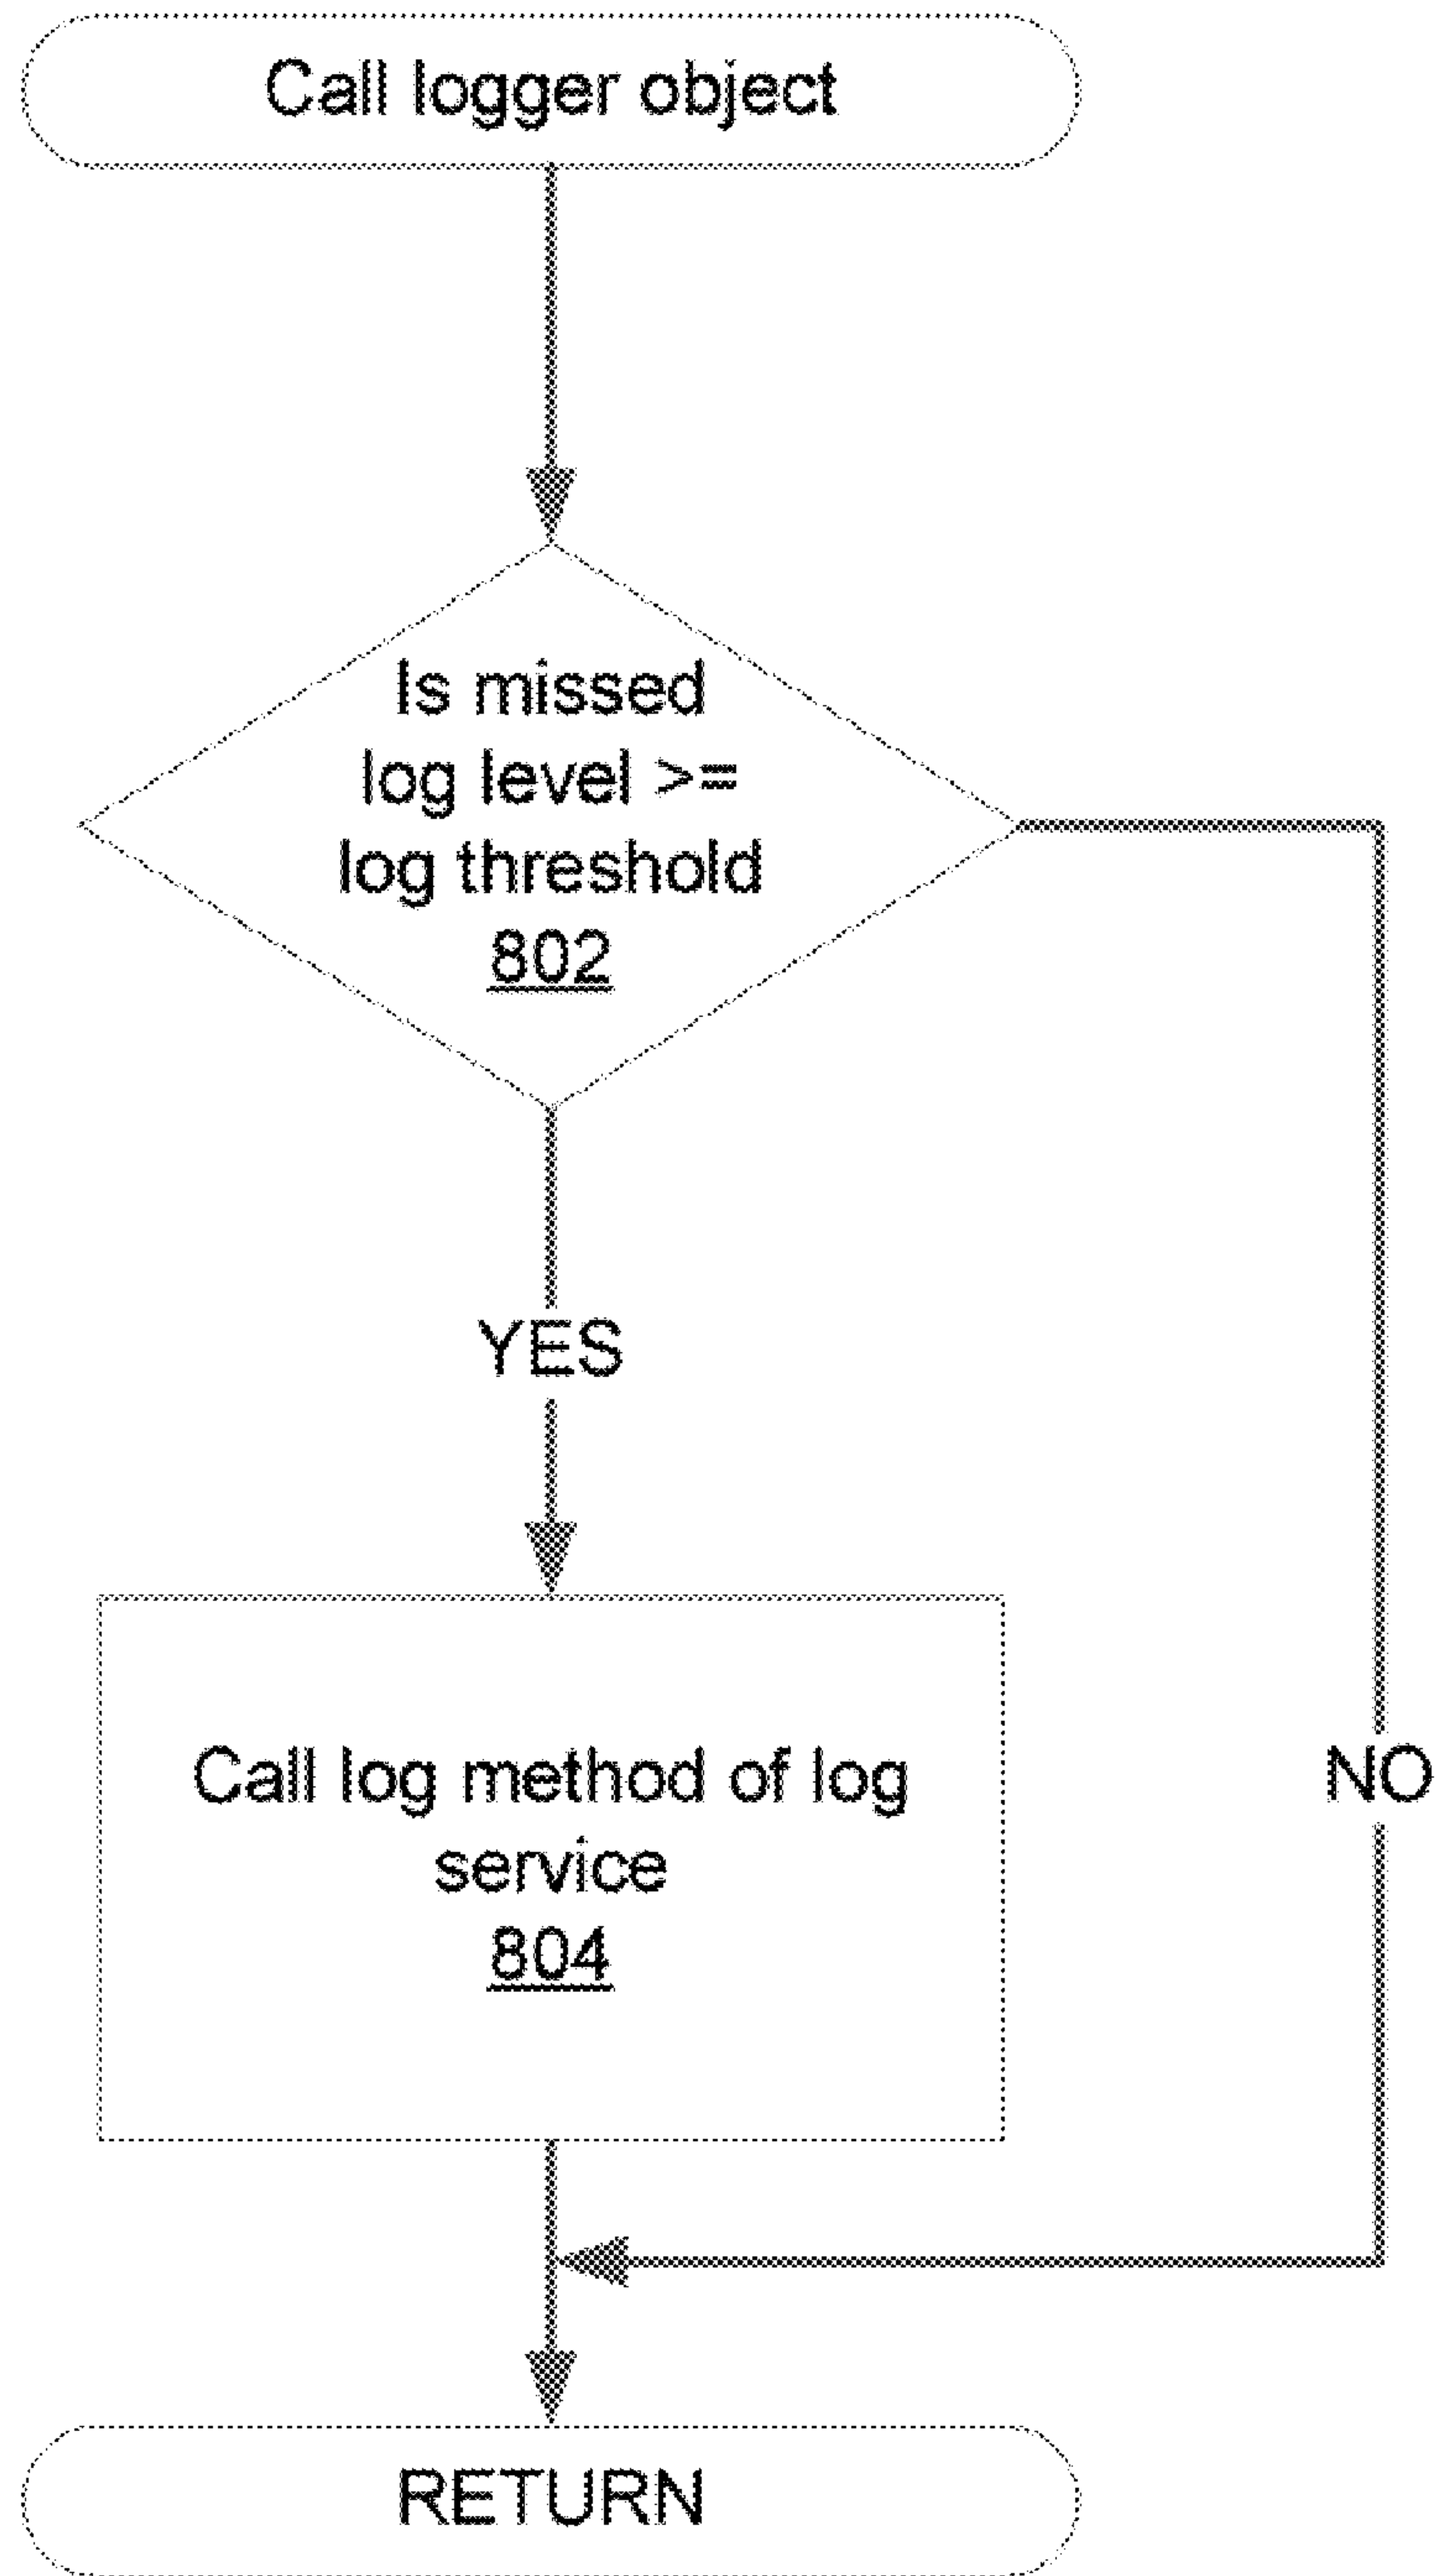 Call logger object
Is missed
log level >=
log threshold
802
YES
Call log method of log
service
804
NO
RETURN